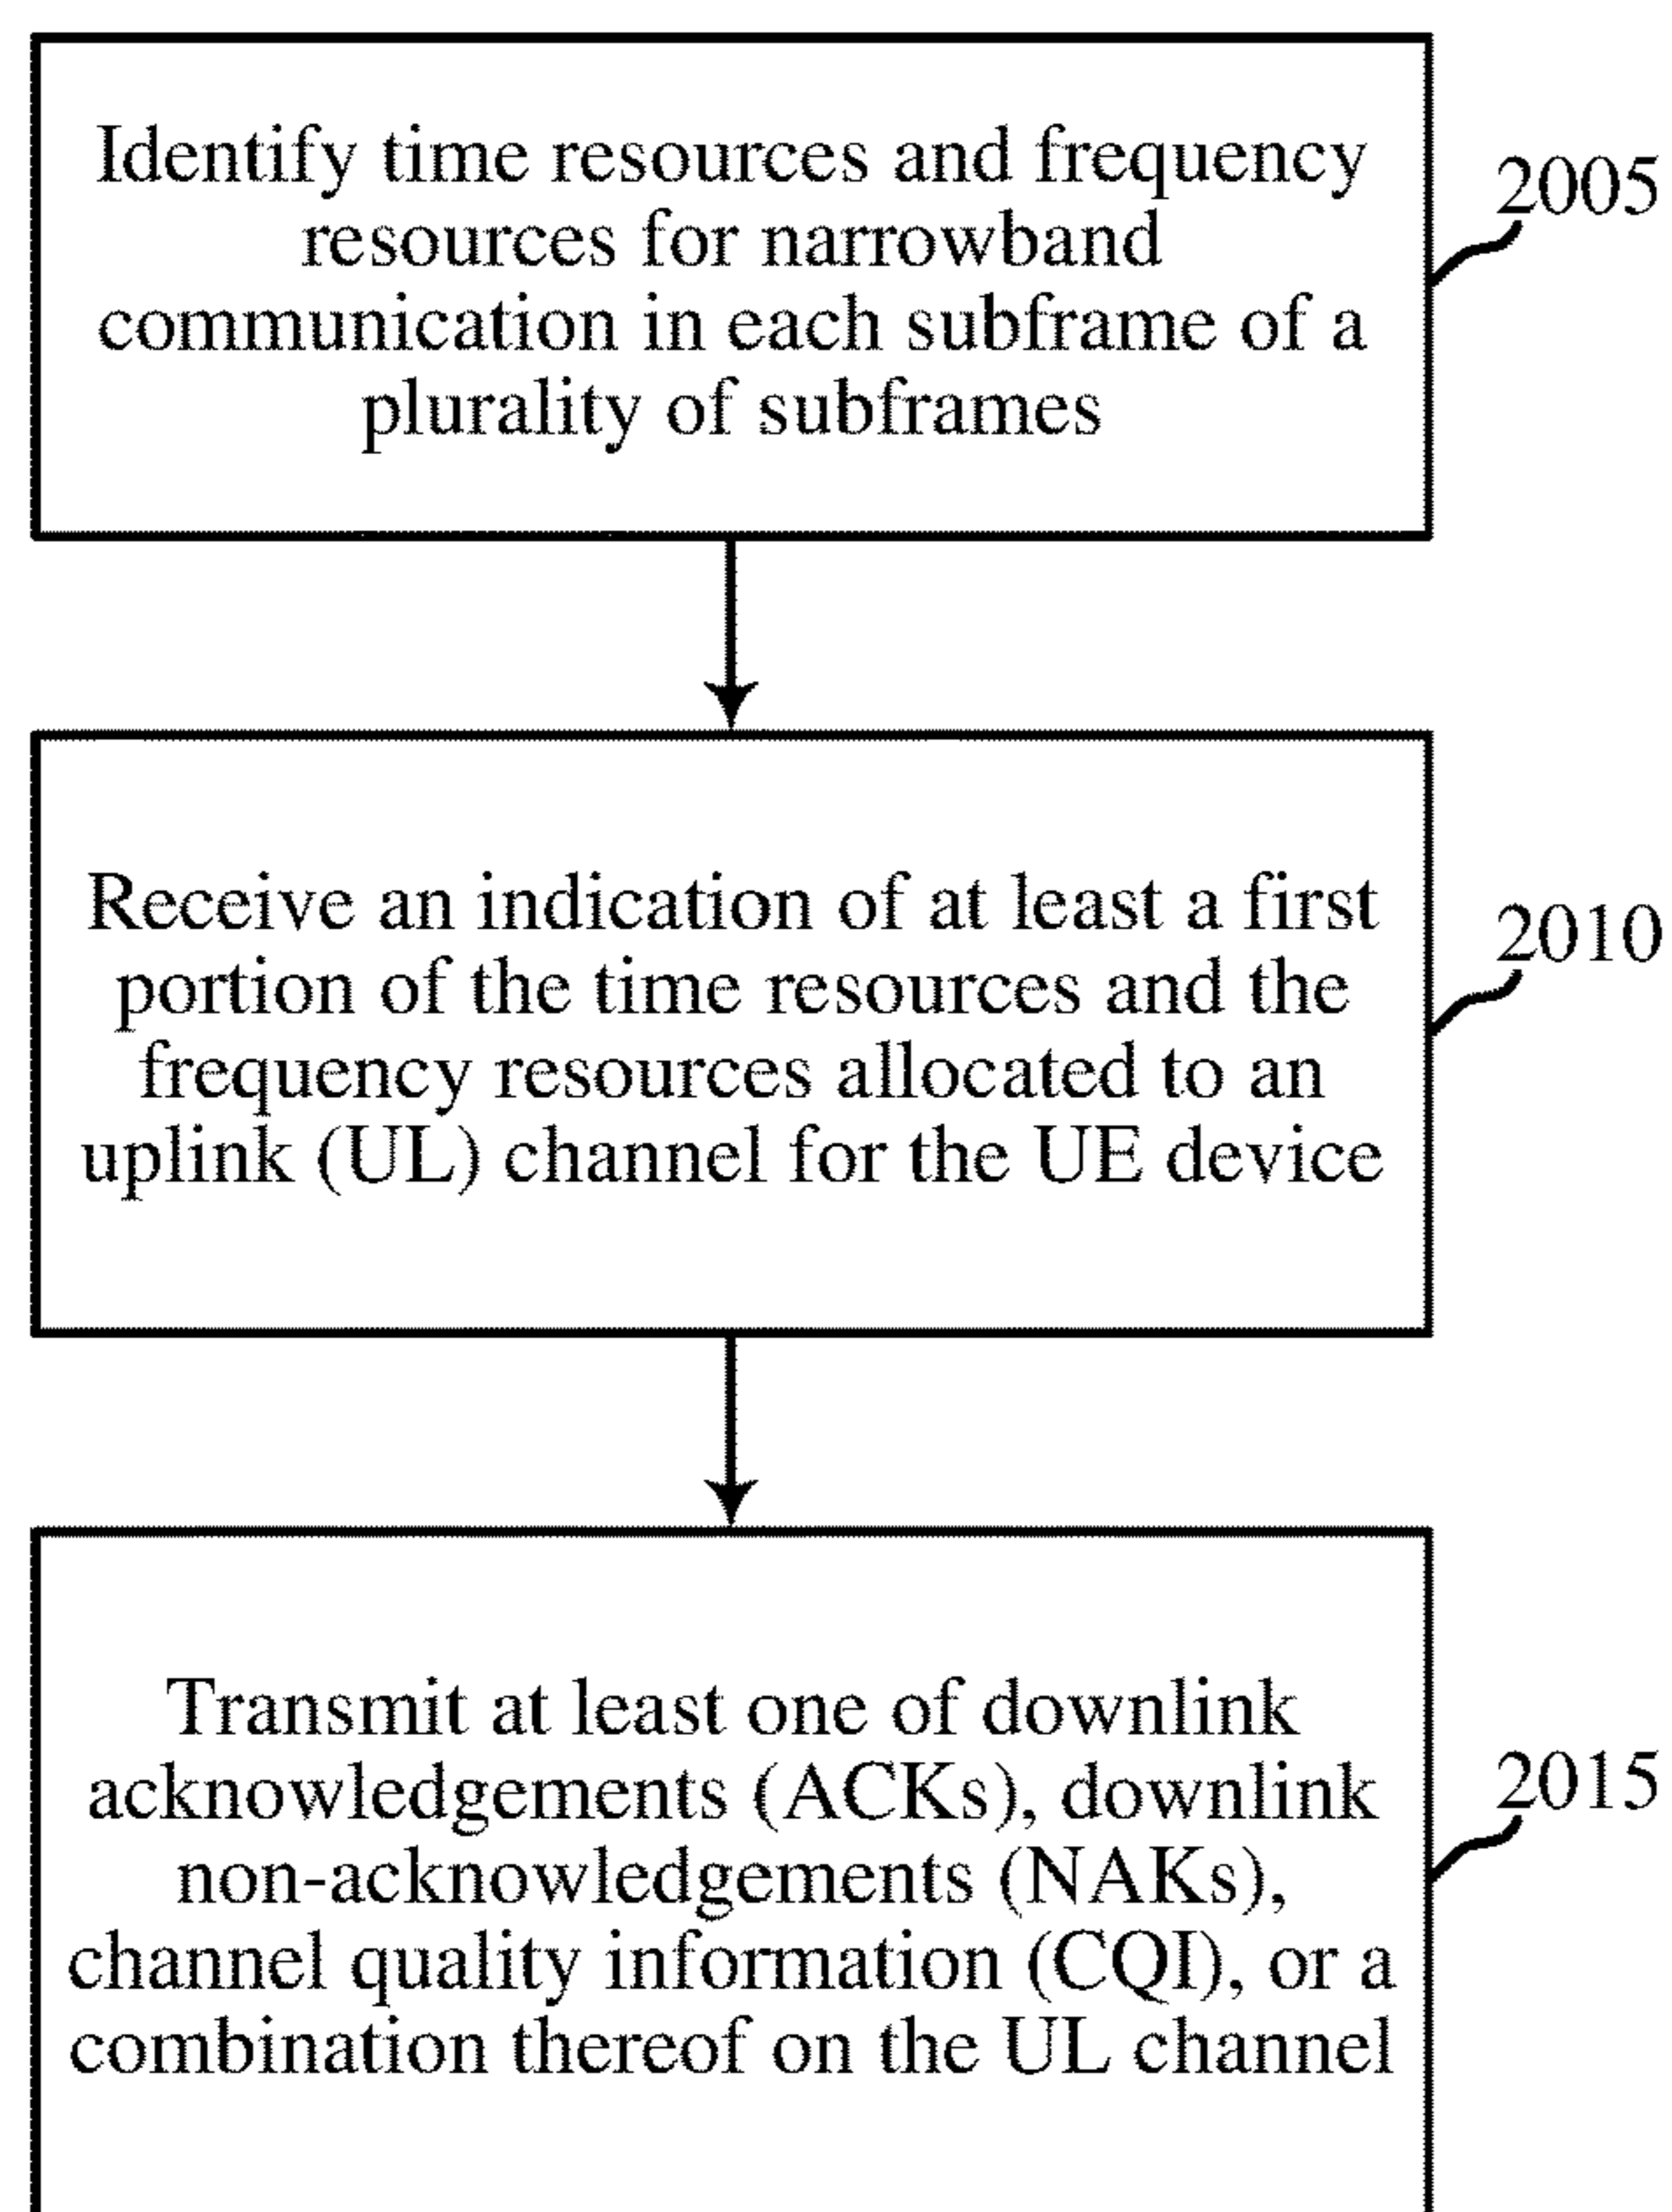 Identify time resources and frequency
resources for narrowband
communication in each subframe of a
plurality of subframes
2005
Receive an indication of at least a first
portion of the time resources and the
frequency resources allocated to an
uplink (UL) channel for the UE device
2010
Transmit at least one of downlink
acknowledgements (ACKs), downlink
non-acknowledgements (NAKs),
channel quality information (CQI), or a
combination thereof on the UL channel
2015